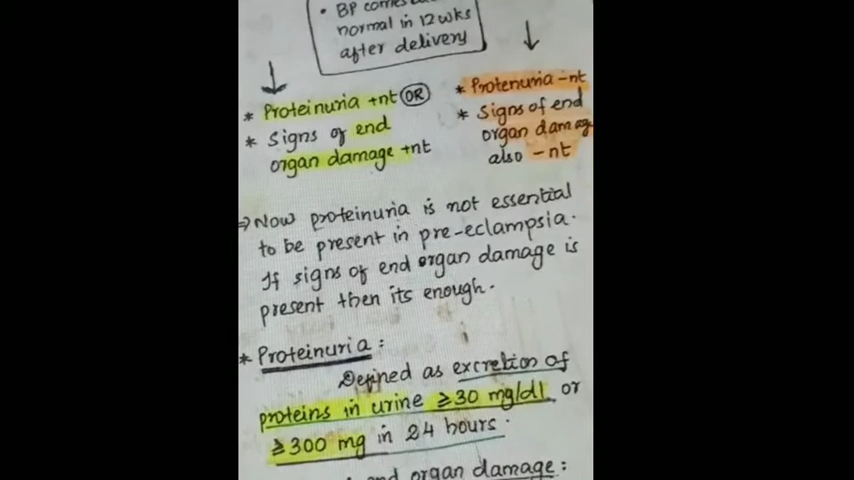 • BP comes
normal in 12 wks
after delivery
* Proteinuria +nt OR
* Signs of end
organ damage +nt
* Protenuria -nt
* Signs of end
organ damage
also -nt
⇒ Now proteinuria is not essential
to be present in pre-eclampsia.
If signs of end organ damage is
present then its enough.
* Proteinuria :
Defined as excretion of
proteins in urine ≥30 mg/dl or
≥300 mg in 24 hours.
end organ damage :